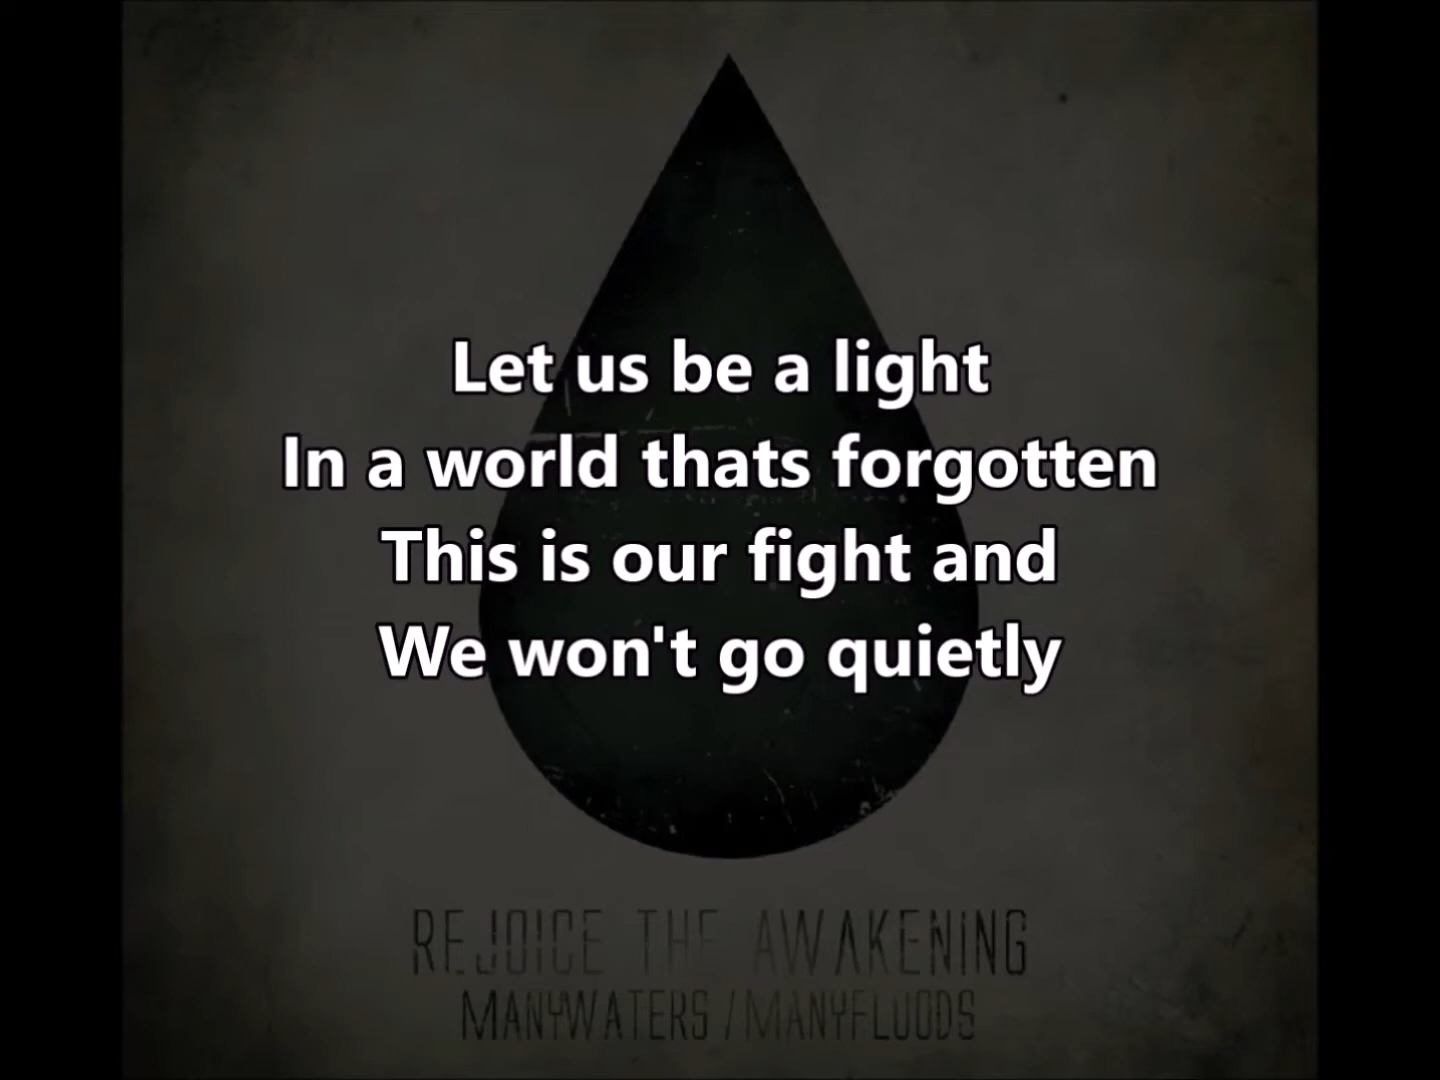 Let us be a light
In a world thats forgotten
This is our fight and
We won't go quietly
REJOICE THE AWAKENING
MANYWATERS / MANYFLOODS